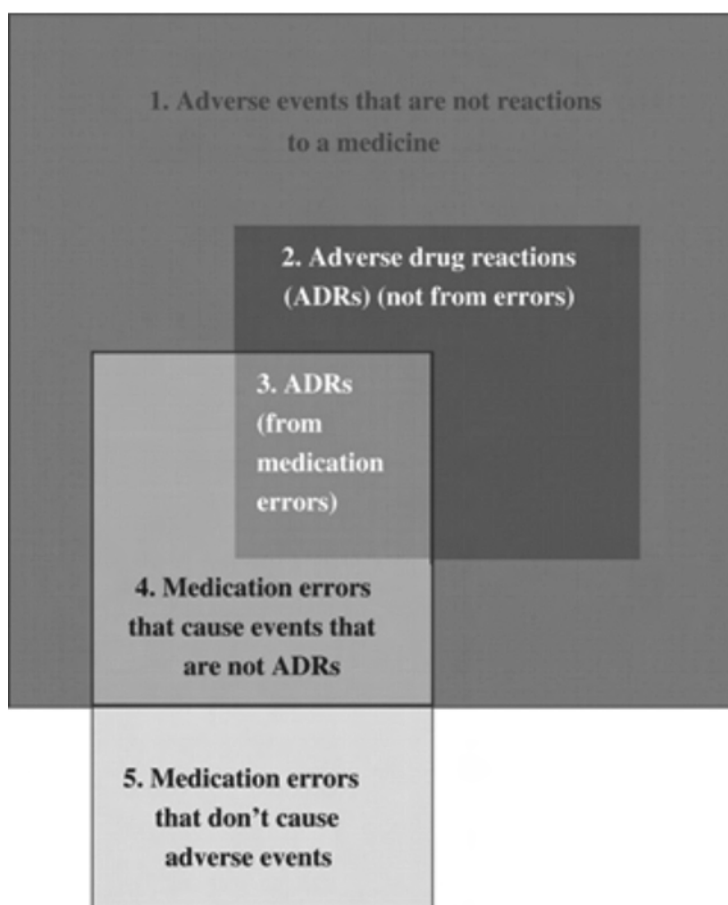 1. Adverse events that are not reactions
to a medicine
2. Adverse drug reactions
(ADRs) (not from errors)
3. ADRs
(from
medication
errors)
4. Medication errors
that cause events that
are not ADRs
5. Medication errors
that don't cause
adverse events